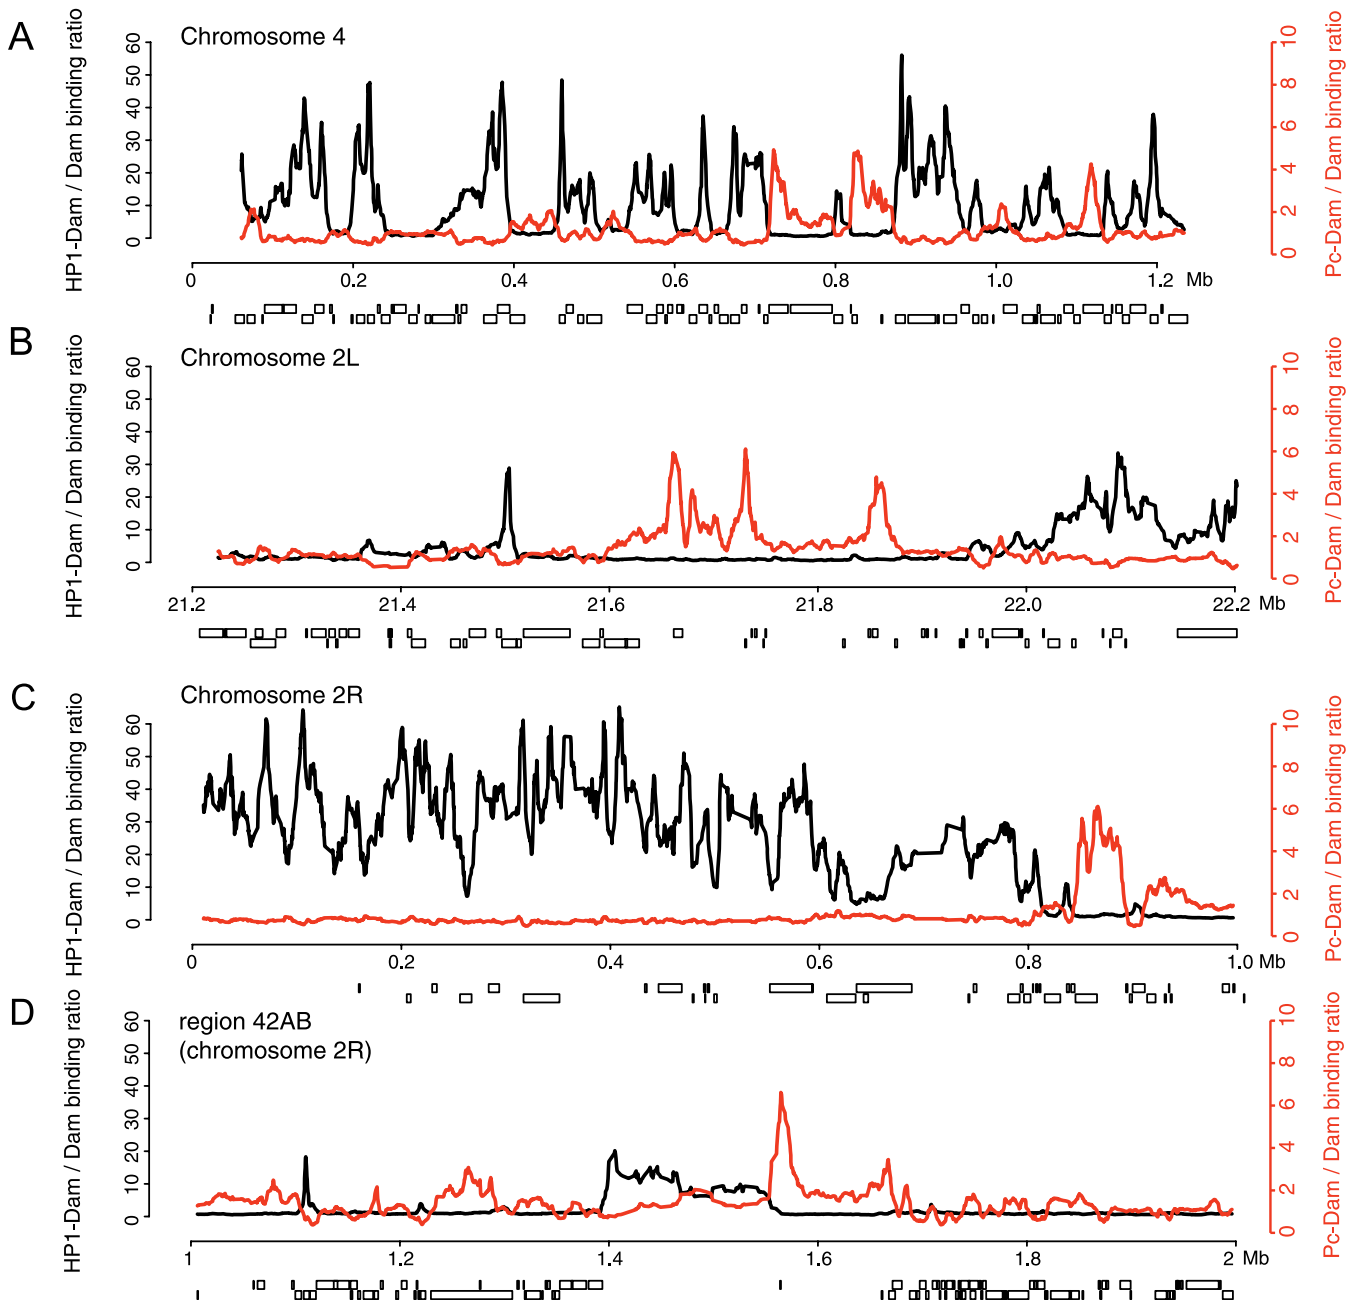 A
Chromosome 4
HP1-Dam / Dam binding ratio
0 10 20 30 40 50 60
Pc-Dam / Dam binding ratio
0 2 4 6 8 10
0 0.2 0.4 0.6 0.8 1.0 1.2 Mb
B
Chromosome 2L
HP1-Dam / Dam binding ratio
0 10 20 30 40 50 60
Pc-Dam / Dam binding ratio
0 2 4 6 8 10
21.2 21.4 21.6 21.8 22.0 22.2 Mb
C
Chromosome 2R
HP1-Dam / Dam binding ratio
0 10 20 30 40 50 60
Pc-Dam / Dam binding ratio
0 2 4 6 8 10
0 0.2 0.4 0.6 0.8 1.0 Mb
D
region 42AB
(chromosome 2R)
HP1-Dam / Dam binding ratio
0 10 20 30 40 50 60
Pc-Dam / Dam binding ratio
0 2 4 6 8 10
1 1.2 1.4 1.6 1.8 2 Mb